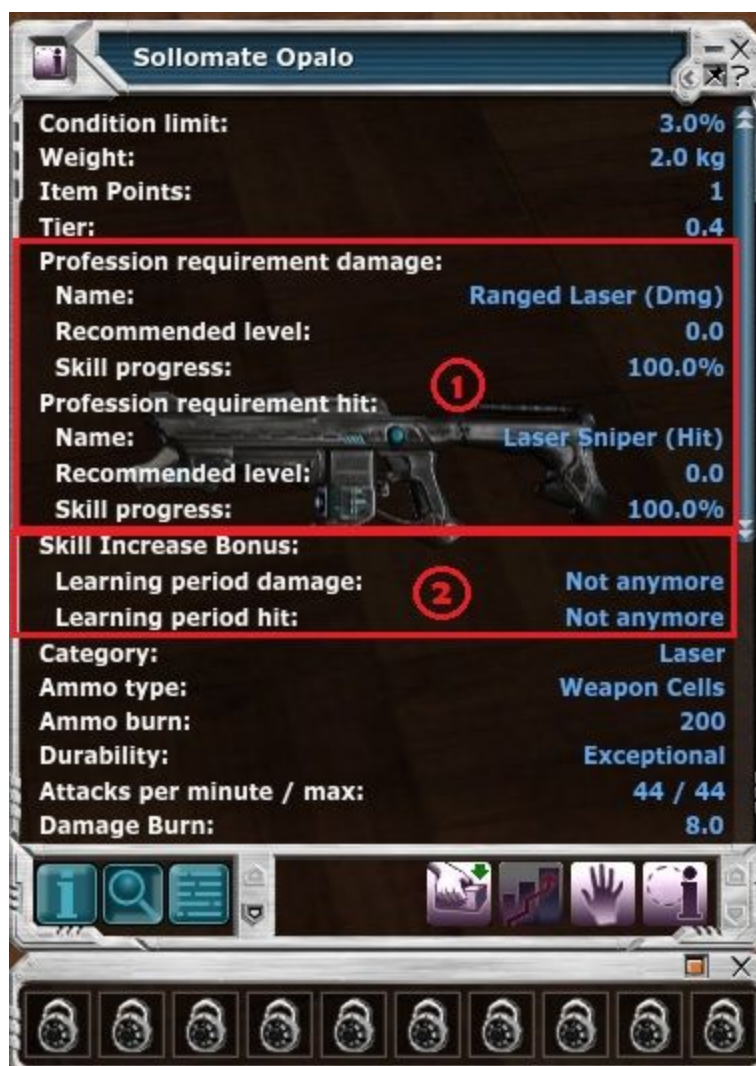 Sollomate Opalo
Condition limit: 3.0%
Weight: 2.0 kg
Item Points: 1
Tier: 0.4
Profession requirement damage:
Name: Ranged Laser (Dmg)
Recommended level: 0.0
Skill progress: 100.0%
1
Profession requirement hit:
Name: Laser Sniper (Hit)
Recommended level: 0.0
Skill progress: 100.0%
Skill Increase Bonus:
Learning period damage: Not anymore
2
Learning period hit: Not anymore
Category: Laser
Ammo type: Weapon Cells
Ammo burn: 200
Durability: Exceptional
Attacks per minute / max: 44 / 44
Damage Burn: 8.0